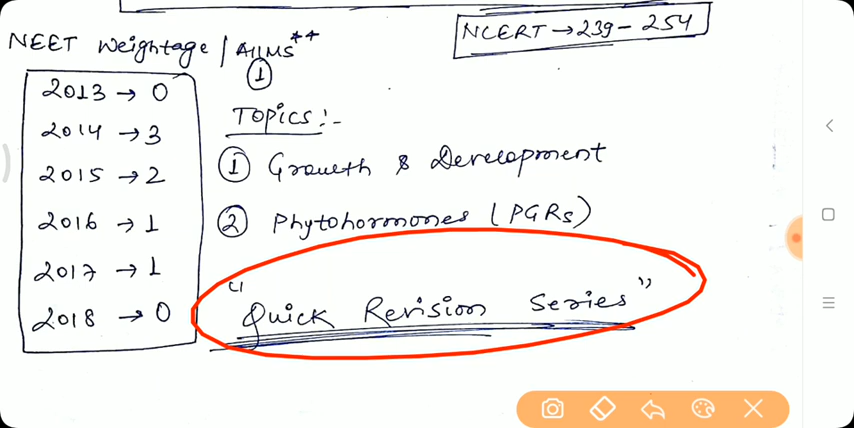 NEET Weightage / AIIMS**
①
NCERT → 239 - 254
2013 → 0
2014 → 3
2015 → 2
2016 → 1
2017 → 1
2018 → 0
Topics :-
① Growth & Development
② Phytohormones (PGRs)
"Quick Revision Series"